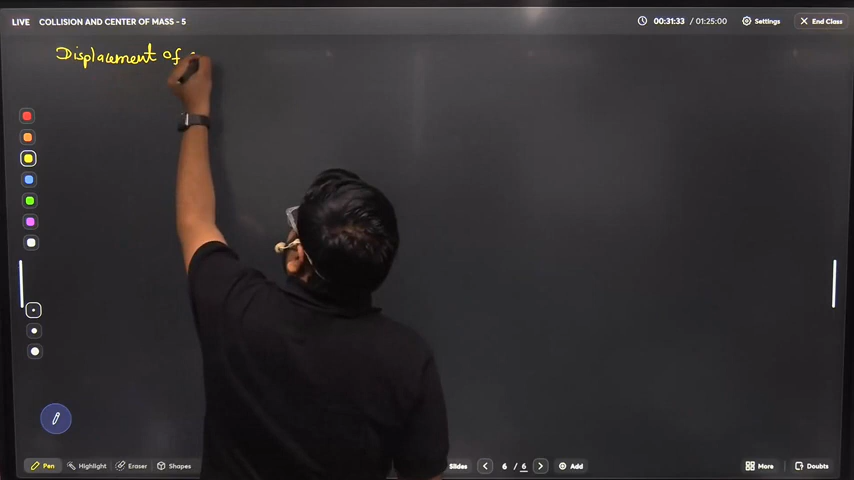 LIVE COLLISION AND CENTER OF MASS - 5 00:31:33 / 01:25:00 Settings End Class
Displacement of
Pen Highlight Eraser Shapes Slides 6 / 6 Add More Doubts